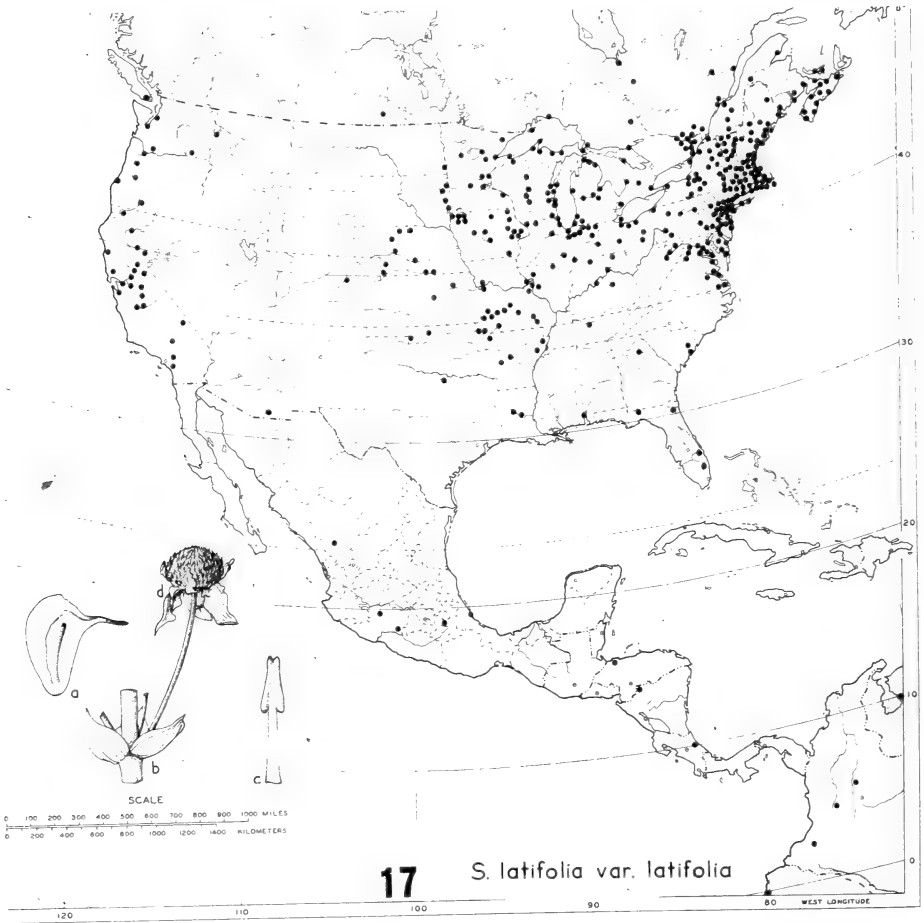 40
30
20
d
a
10
b
c
SCALE
0 100 200 300 400 500 600 700 800 900 1000 MILES
0 200 400 600 800 1000 1200 1400 KILOMETERS
0
17 S. latifolia var. latifolia
120 110 100 90 80 WEST LONGITUDE